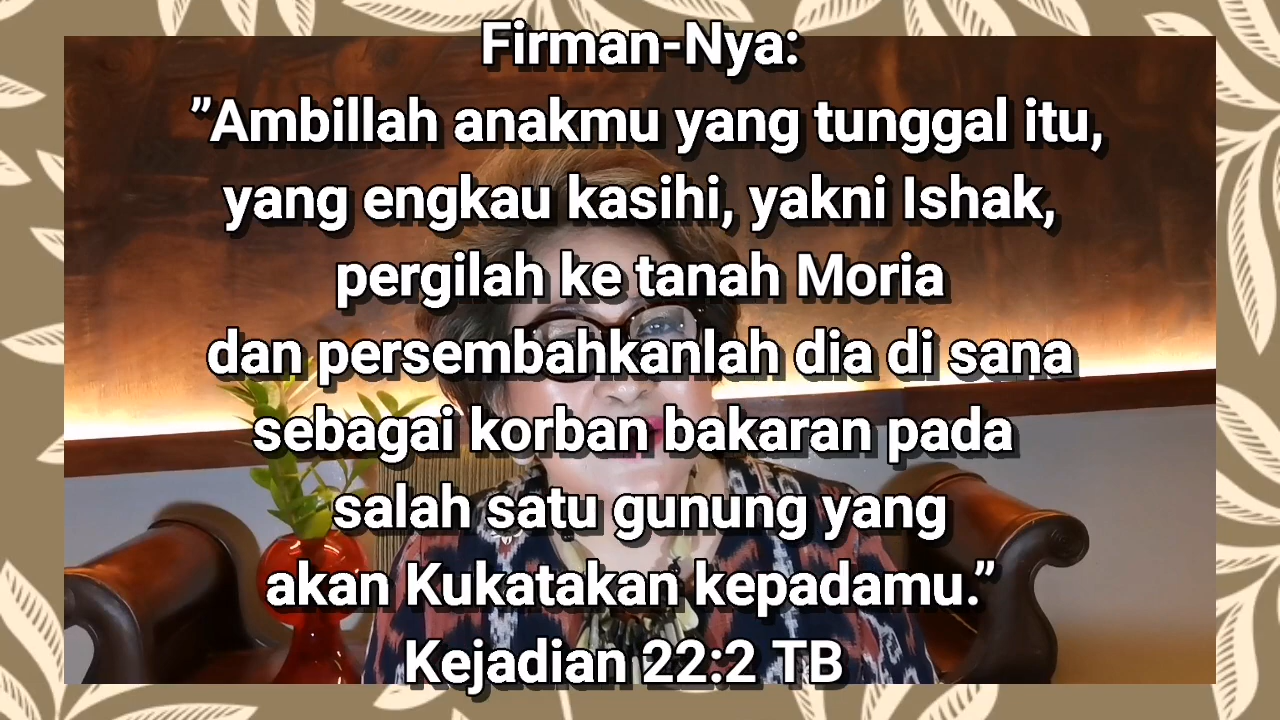 Firman-Nya:
"Ambillah anakmu yang tunggal itu,
yang engkau kasihi, yakni Ishak,
pergilah ke tanah Moria
dan persembahkanlah dia di sana
sebagai korban bakaran pada
salah satu gunung yang
akan Kukatakan kepadamu."
Kejadian 22:2 TB